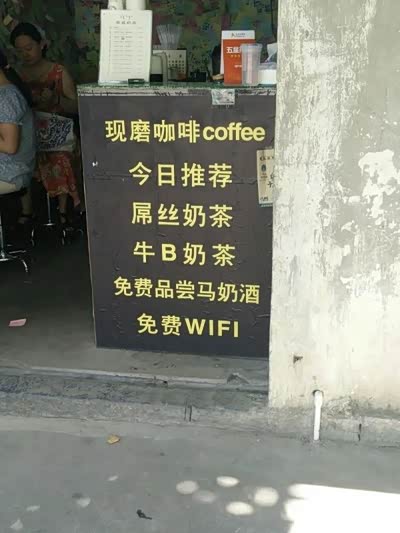 现磨咖啡coffee
今日推荐
屌丝奶茶
牛B奶茶
免费品尝马奶酒
免费WIFI